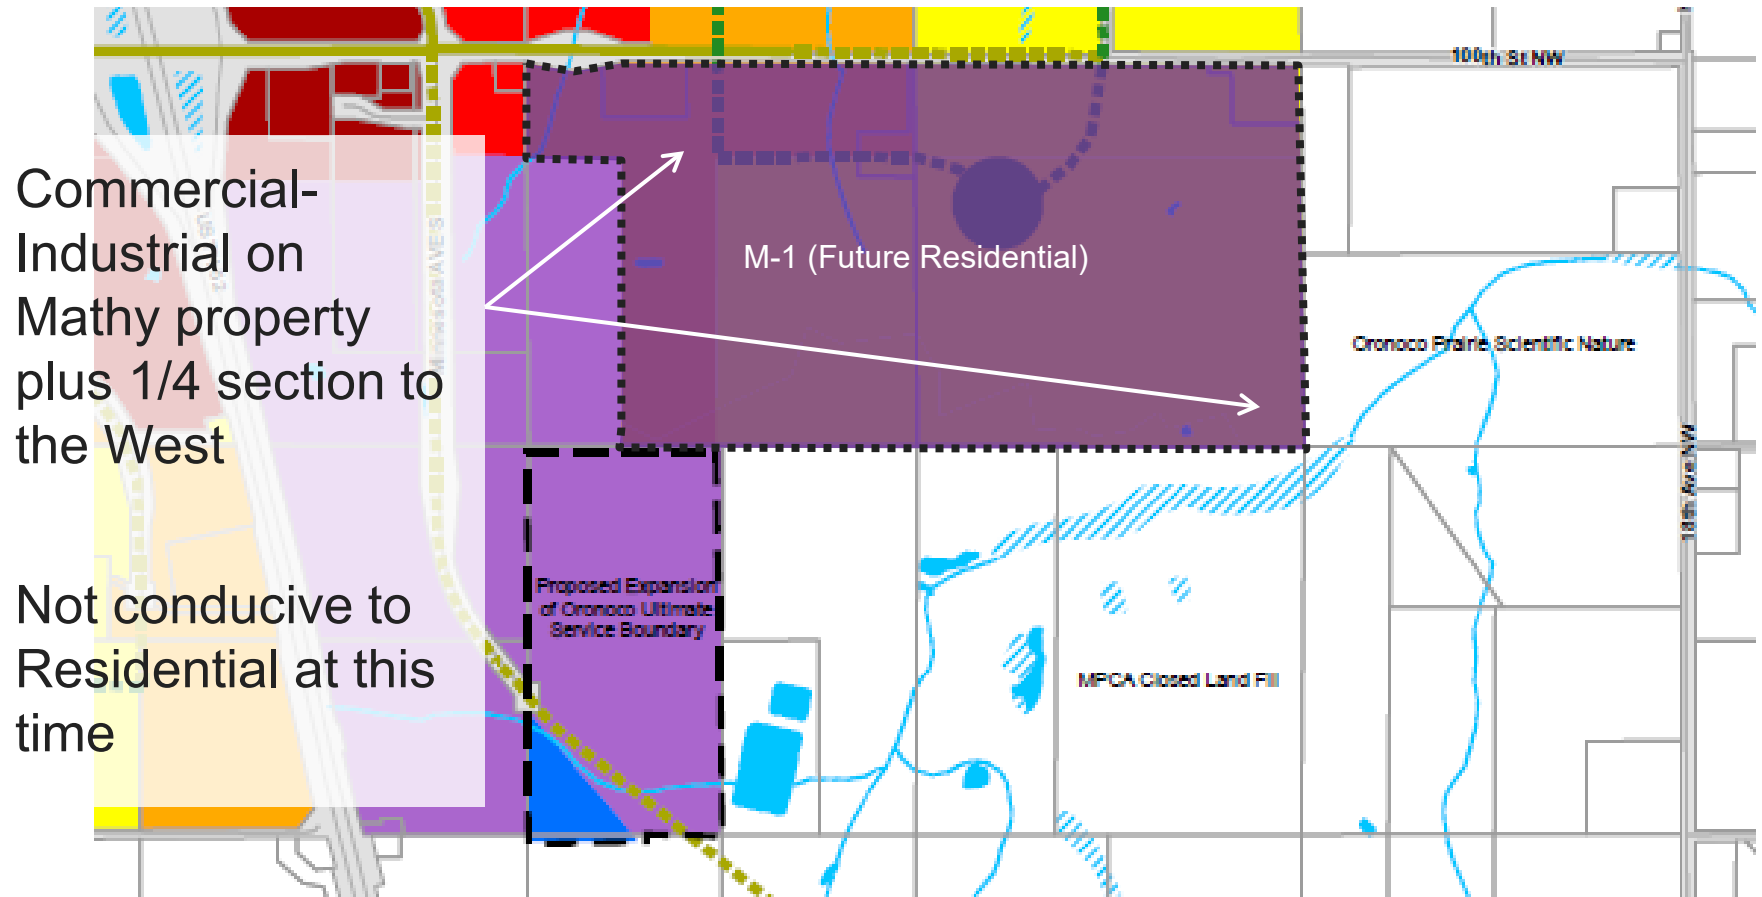 100th St NW
Commercial-
Industrial on
Mathy property
plus 1/4 section to
the West
Not conducive to
Residential at this
time
M-1 (Future Residential)
Oronoco Prairie Scientific Nature
18th Ave NW
Proposed Expansion
of Oronoco Ultimate
Service Boundary
MPCA Closed Land Fill